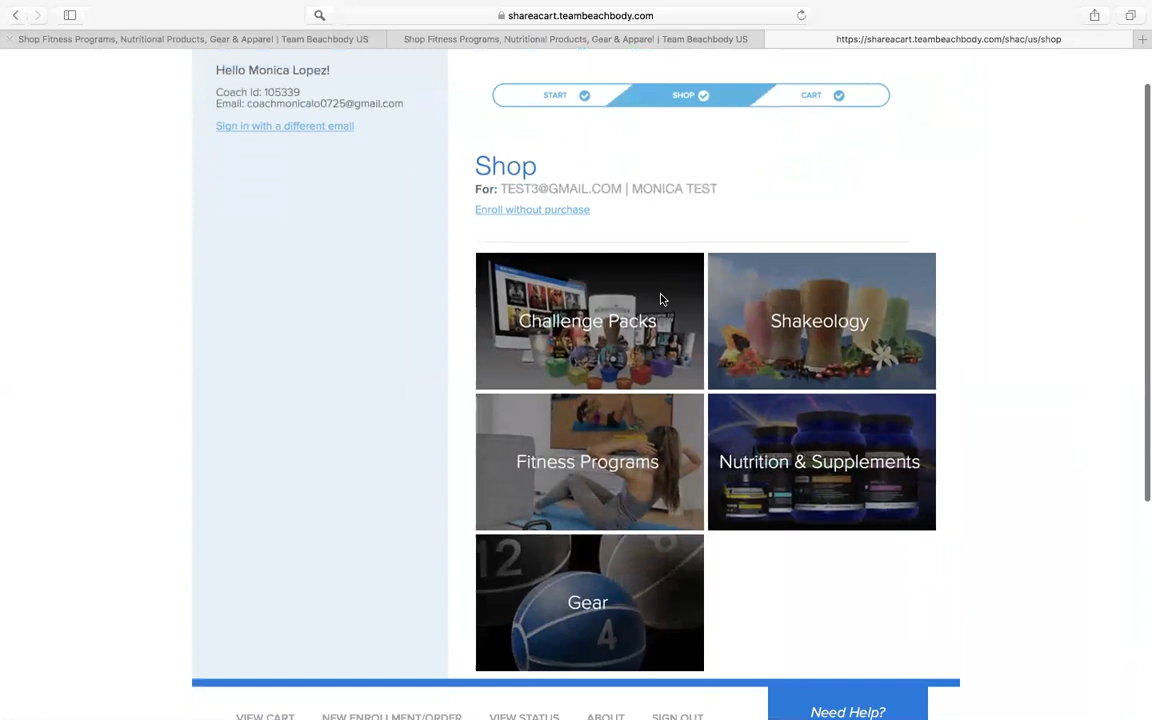 shareacart.teambeachbody.com
Shop Fitness Programs, Nutritional Products, Gear & Apparel | Team Beachbody US
Shop Fitness Programs, Nutritional Products, Gear & Apparel | Team Beachbody US
https://shareacart.teambeachbody.com/shac/us/shop
Hello Monica Lopez!
Coach Id: 105339
Email: coachmonicalo0725@gmail.com
Sign in with a different email
START
SHOP
CART
Shop
For: TEST3@GMAIL.COM | MONICA TEST
Enroll without purchase
Challenge Packs
Shakeology
Fitness Programs
Nutrition & Supplements
12
Gear
4
VIEW CART
NEW ENROLLMENT/ORDER
VIEW STATUS
ABOUT
SIGN OUT
Need Help?